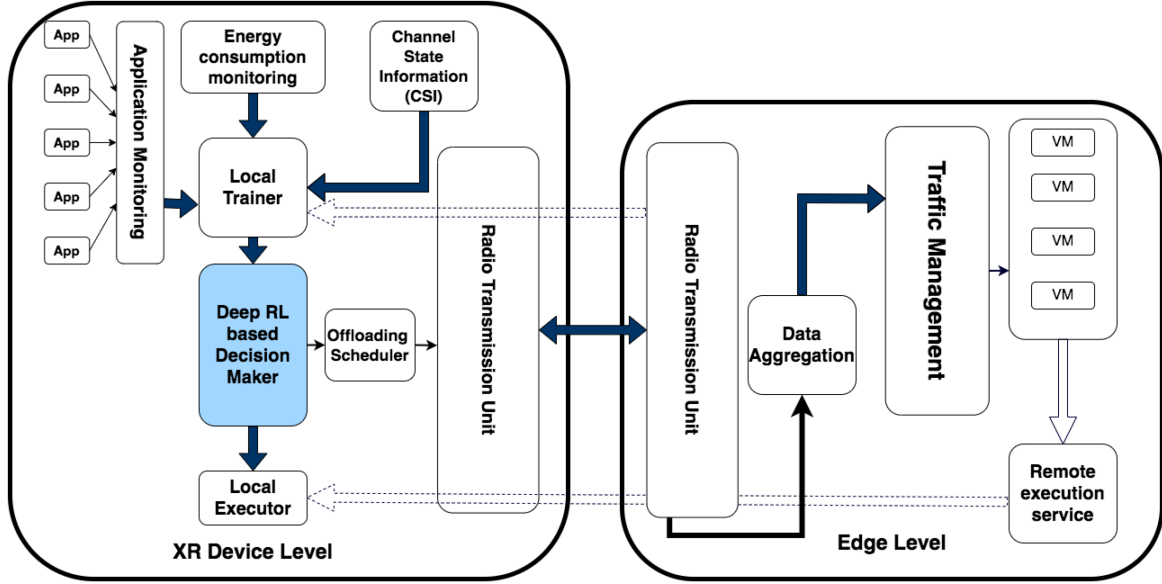 App
App
App
App
App
Application Monitoring
Energy
consumption
monitoring
Channel
State
Information
(CSI)
Local
Trainer
Deep RL
based
Decision
Maker
Offloading
Scheduler
Radio Transmission Unit
Local
Executor
XR Device Level
Radio Transmission Unit
Data
Aggregation
Traffic Management
VM
VM
VM
VM
Remote
execution
service
Edge Level